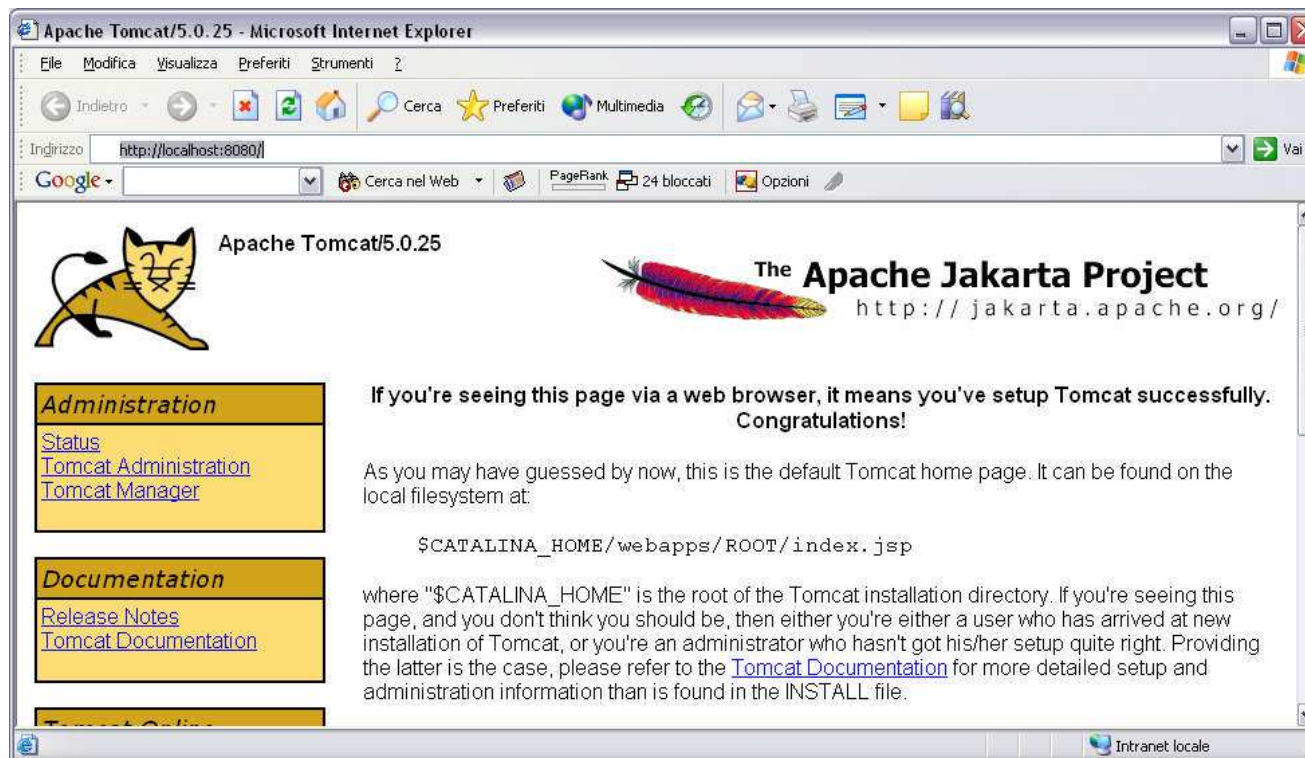 Apache Tomcat/5.0.25 - Microsoft Internet Explorer
File Modifica Visualizza Preferiti Strumenti ?
Indietro Cerca Preferiti Multimedia
Indirizzo http://localhost:8080/ Vai
Google Cerca nel Web PageRank 24 bloccati Opzioni
Apache Tomcat/5.0.25
The Apache Jakarta Project
http://jakarta.apache.org/
Administration
Status
Tomcat Administration
Tomcat Manager
Documentation
Release Notes
Tomcat Documentation
If you're seeing this page via a web browser, it means you've setup Tomcat successfully.
Congratulations!
As you may have guessed by now, this is the default Tomcat home page. It can be found on the
local filesystem at:
$CATALINA_HOME/webapps/ROOT/index.jsp
where "$CATALINA_HOME" is the root of the Tomcat installation directory. If you're seeing this
page, and you don't think you should be, then either you're either a user who has arrived at new
installation of Tomcat, or you're an administrator who hasn't got his/her setup quite right. Providing
the latter is the case, please refer to the Tomcat Documentation for more detailed setup and
administration information than is found in the INSTALL file.
Tomcat Online
Intranet locale